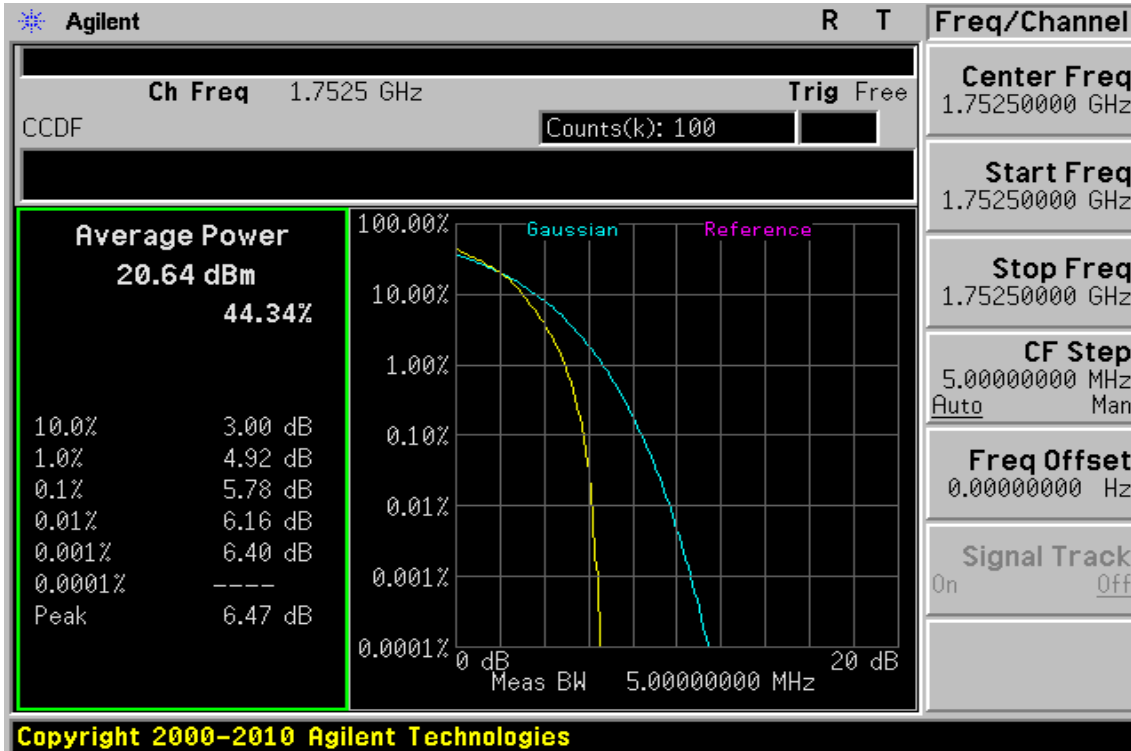 Agilent R T
Ch Freq 1.7525 GHz Trig Free
CCDF Counts(k): 100
Average Power
20.64 dBm
44.34%
10.0% 3.00 dB
1.0% 4.92 dB
0.1% 5.78 dB
0.01% 6.16 dB
0.001% 6.40 dB
0.0001% ----
Peak 6.47 dB
Gaussian Reference
100.00%
10.00%
1.00%
0.10%
0.01%
0.001%
0.0001%
0 dB 20 dB
Meas BW 5.00000000 MHz
Freq/Channel
Center Freq
1.75250000 GHz
Start Freq
1.75250000 GHz
Stop Freq
1.75250000 GHz
CF Step
5.00000000 MHz
Auto Man
Freq Offset
0.00000000 Hz
Signal Track
On Off
Copyright 2000-2010 Agilent Technologies